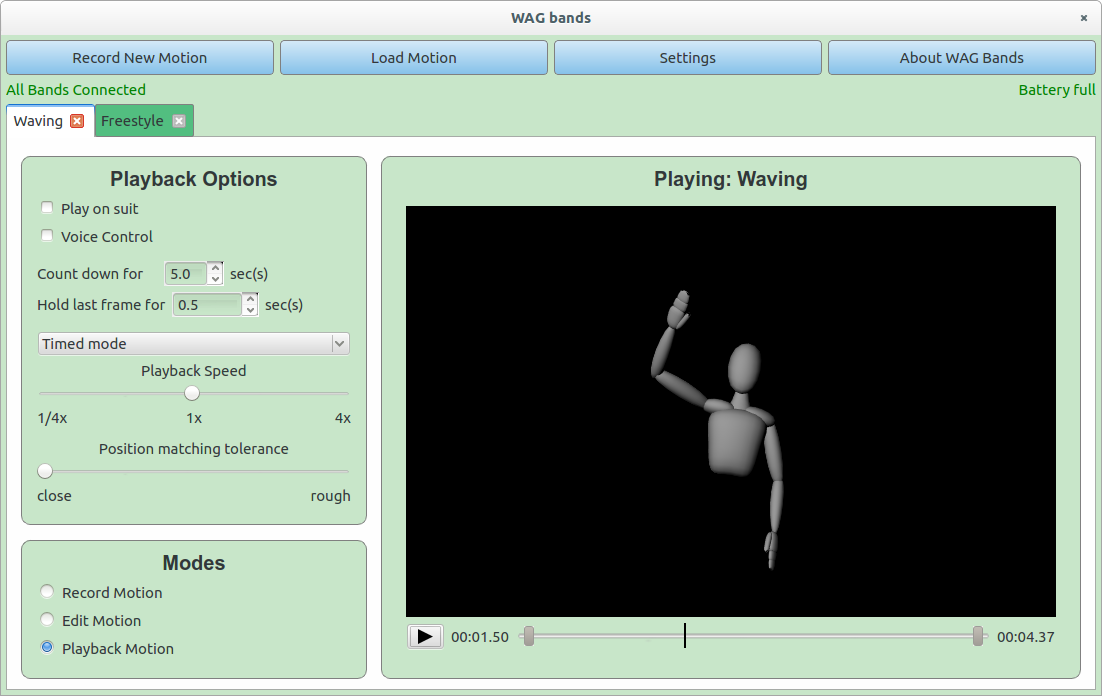 WAG bands
Record New Motion Load Motion Settings About WAG Bands
All Bands Connected Battery full
Waving Freestyle
Playback Options
Play on suit
Voice Control
Count down for 5.0 sec(s)
Hold last frame for 0.5 sec(s)
Timed mode
Playback Speed
1/4x 1x 4x
Position matching tolerance
close rough
Modes
Record Motion
Edit Motion
Playback Motion
Playing: Waving
00:01.50 00:04.37